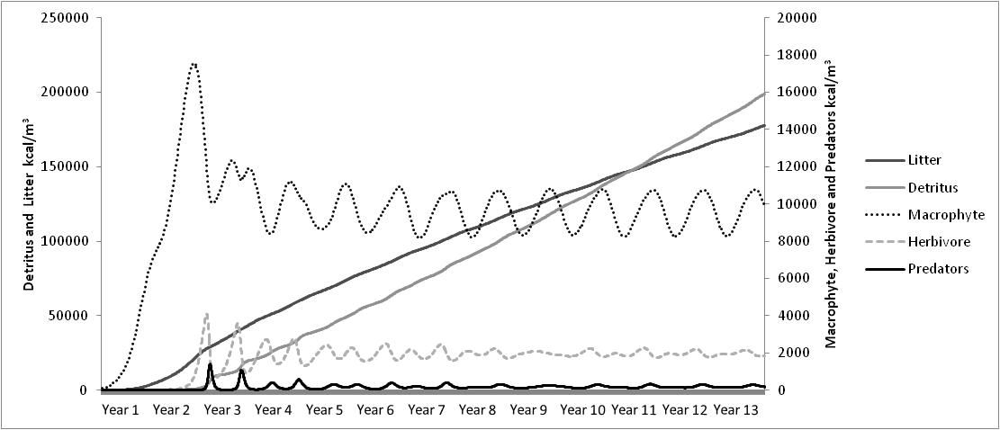 Detritus and Litter kcal/m³
250000
200000
150000
100000
50000
0
20000
18000
16000
14000
12000
10000
8000
6000
4000
2000
0
Macrophyte, Herbivore and Predators kcal/m³
Year 1 Year 2 Year 3 Year 4 Year 5 Year 6 Year 7 Year 8 Year 9 Year 10 Year 11 Year 12 Year 13
Litter
Detritus
Macrophyte
Herbivore
Predators